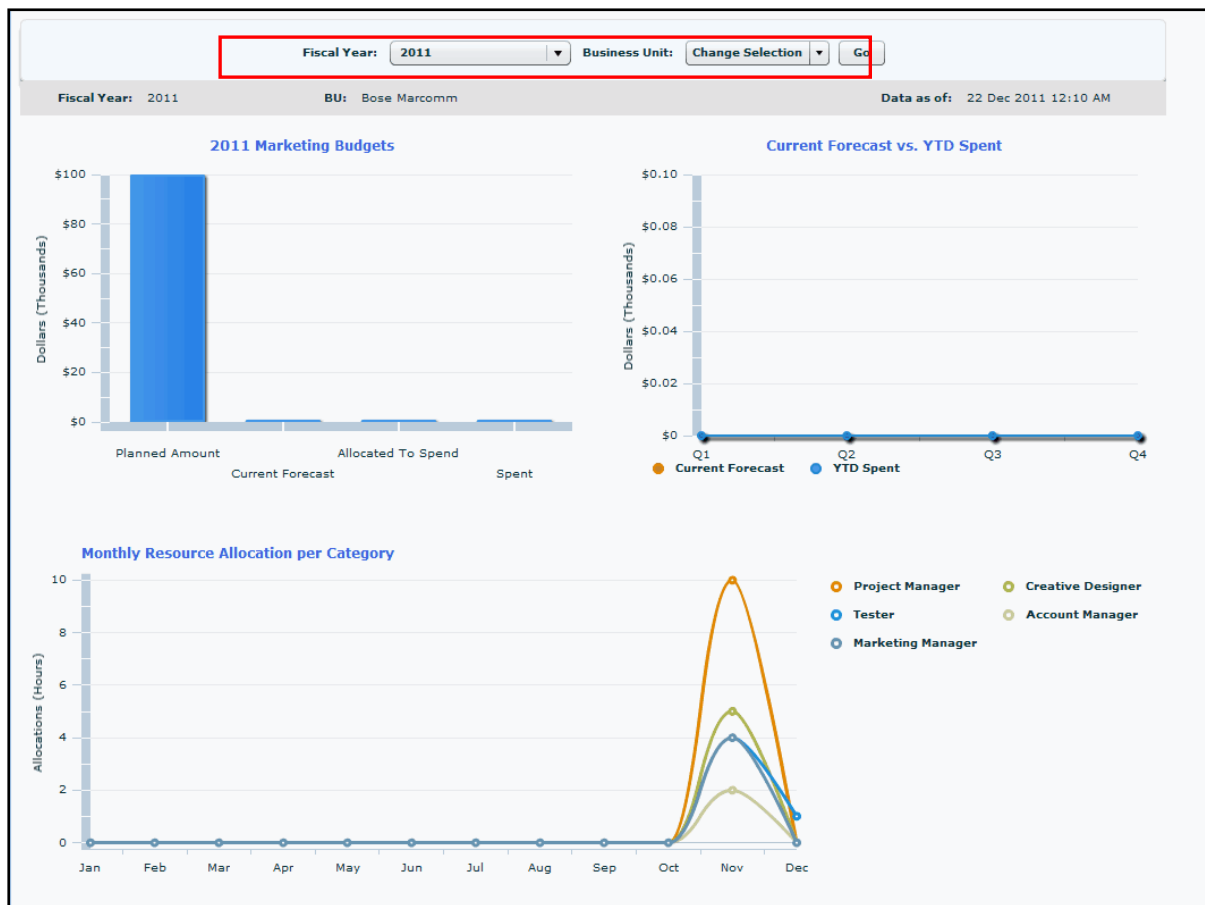 Fiscal Year: 2011 Business Unit: Change Selection Go
Fiscal Year: 2011 BU: Bose Marcomm Data as of: 22 Dec 2011 12:10 AM
2011 Marketing Budgets
$100
$80
$60
$40
$20
$0
Dollars (Thousands)
Planned Amount Allocated To Spend
Current Forecast Spent
Current Forecast vs. YTD Spent
$0.10
$0.08
$0.06
$0.04
$0.02
$0
Dollars (Thousands)
Q1 Q2 Q3 Q4
Current Forecast YTD Spent
Monthly Resource Allocation per Category
10
8
6
4
2
0
Allocations (Hours)
Jan Feb Mar Apr May Jun Jul Aug Sep Oct Nov Dec
Project Manager Creative Designer
Tester Account Manager
Marketing Manager